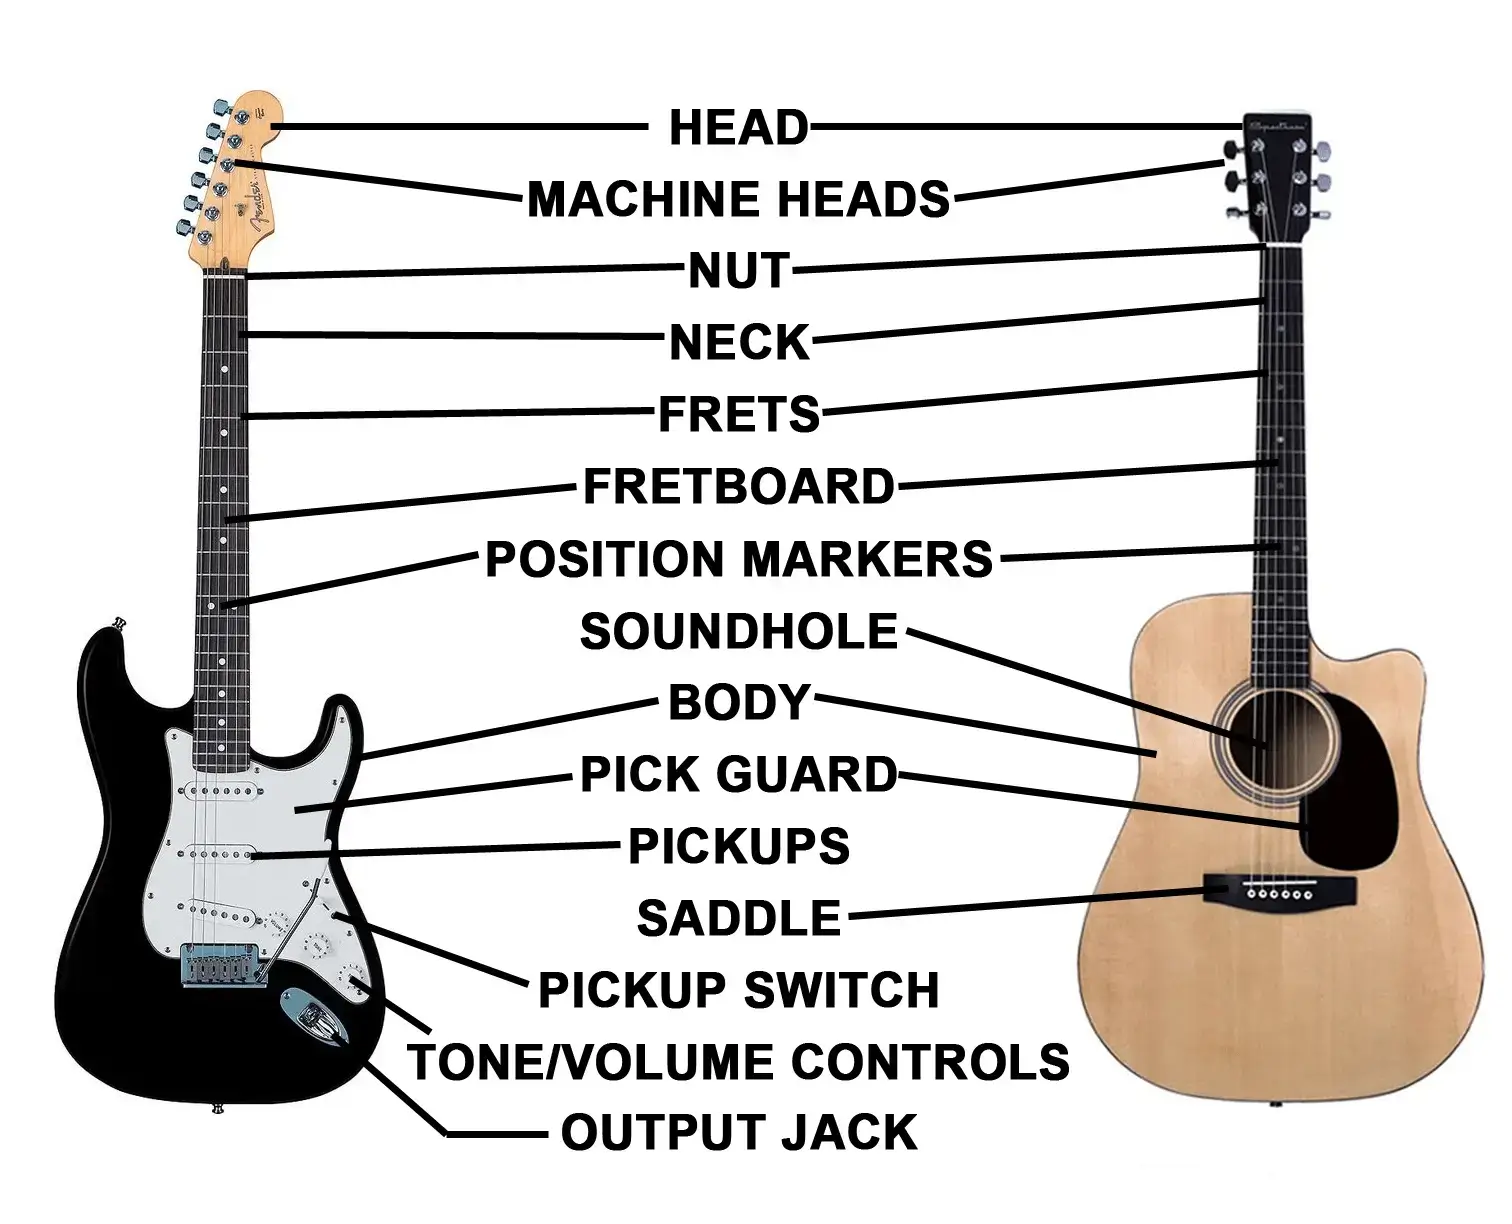 HEAD
MACHINE HEADS
NUT
NECK
FRETS
FRETBOARD
POSITION MARKERS
SOUNDHOLE
BODY
PICK GUARD
PICKUPS
SADDLE
PICKUP SWITCH
TONE/VOLUME CONTROLS
OUTPUT JACK
Fender